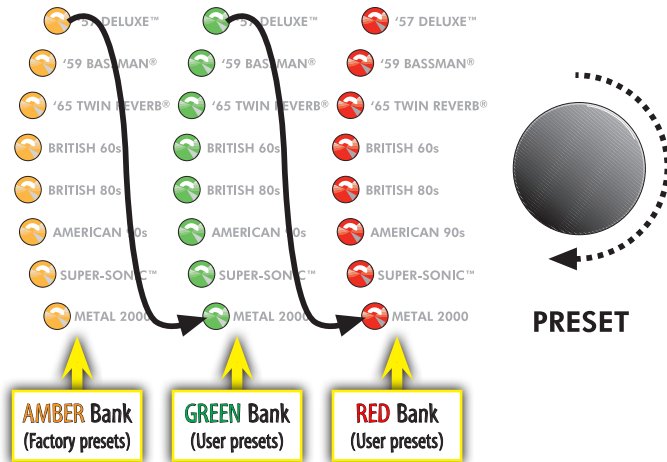 ‘57 DELUXE™
‘59 BASSMAN®
‘65 TWIN REVERB®
BRITISH 60s
BRITISH 80s
AMERICAN 90s
SUPER-SONIC™
METAL 2000
‘57 DELUXE™
‘59 BASSMAN®
‘65 TWIN REVERB®
BRITISH 60s
BRITISH 80s
AMERICAN 90s
SUPER-SONIC™
METAL 2000
‘57 DELUXE™
‘59 BASSMAN®
‘65 TWIN REVERB®
BRITISH 60s
BRITISH 80s
AMERICAN 90s
SUPER-SONIC™
METAL 2000
PRESET
AMBER Bank
(Factory presets)
GREEN Bank
(User presets)
RED Bank
(User presets)